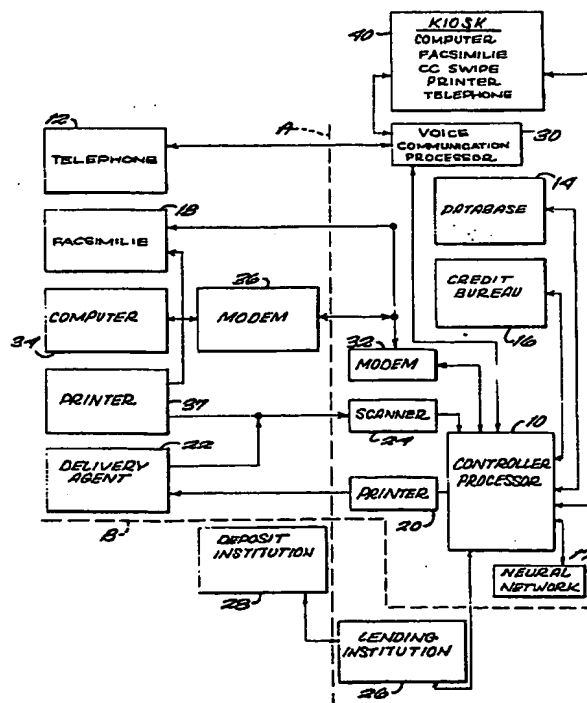 40
KIOSK
COMPUTER
FACSIMILIE
CC SWIPE
PRINTER
TELEPHONE
12
A
TELEPHONE
VOICE
COMMUNICATION
PROCESSOR
30
18
14
FACSIMILIE
DATABASE
36
CREDIT
BUREAU
COMPUTER
MODEM
16
34
32
MODEM
PRINTER
37
SCANNER
24
10
22
DELIVERY
AGENT
CONTROLLER
PROCESSOR
PRINTER
20
B
DEPOSIT
INSTITUTION
28
NEURAL
NETWORK
LENDING
INSTITUTION
26